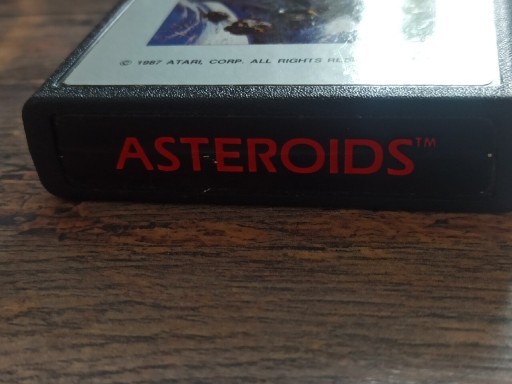 © 1987 ATARI, CORP. ALL RIGHTS
ASTEROIDS™